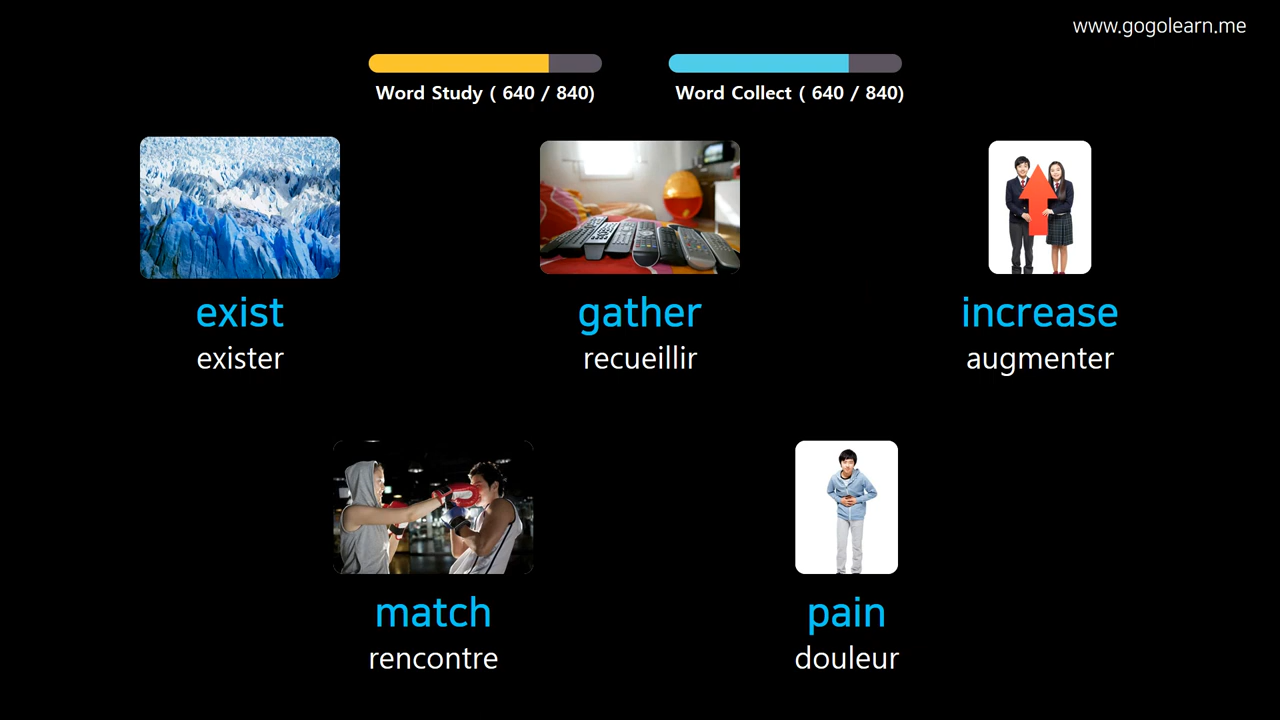 www.gogolearn.me
Word Study ( 640 / 840)
Word Collect ( 640 / 840)
exist
exister
gather
recueillir
increase
augmenter
match
rencontre
pain
douleur